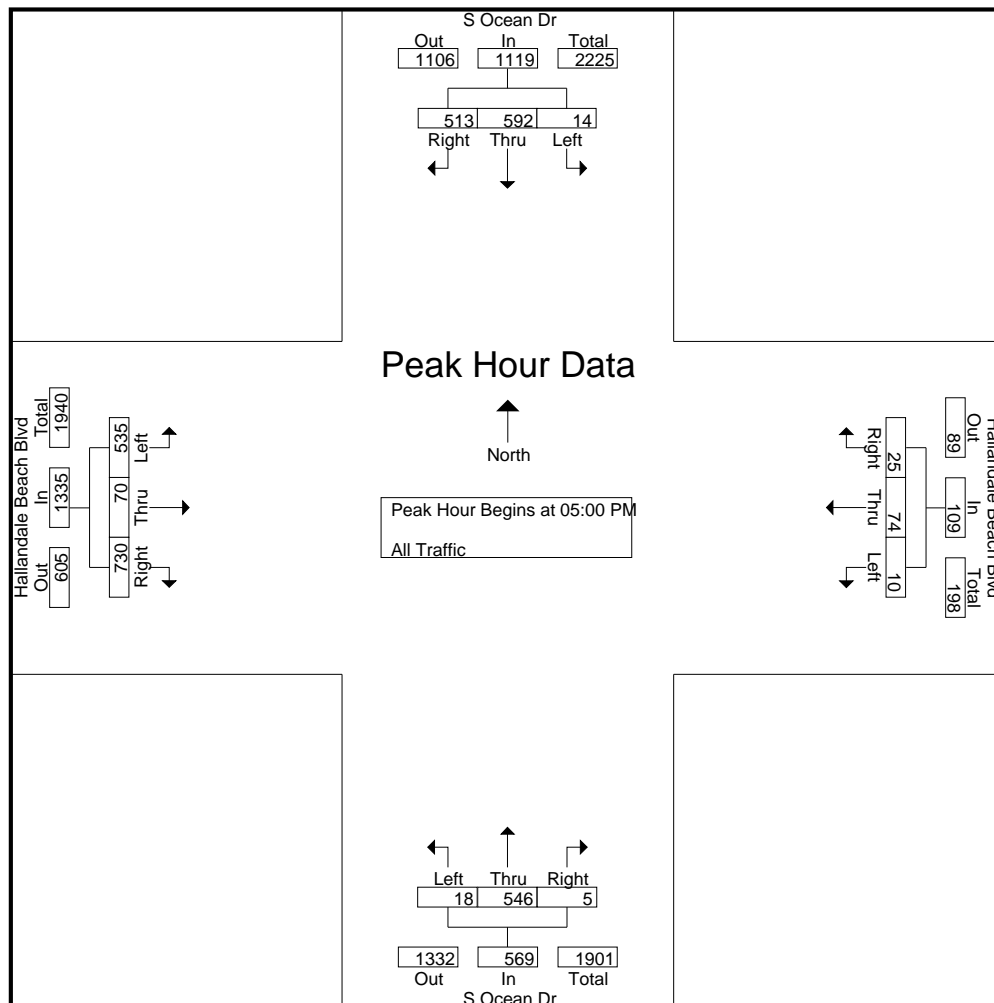 S Ocean Dr
Out In Total
1106 1119 2225
513 592 14
Right Thru Left
Peak Hour Data
North
Peak Hour Begins at 05:00 PM
All Traffic
Hallandale Beach Blvd
Total In Out
1940 1335 605
535 70 730
Left Thru Right
Hallandale Beach Blvd
Out In Total
89 109 198
25 74 10
Right Thru Left
Left Thru Right
18 546 5
1332 569 1901
Out In Total
S Ocean Dr